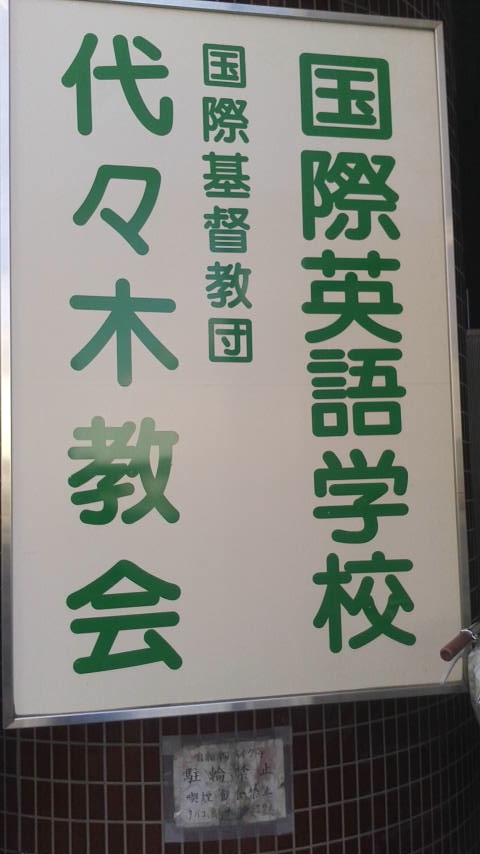 国際英語学校
国際基督教団
代々木教会
駐輪禁止